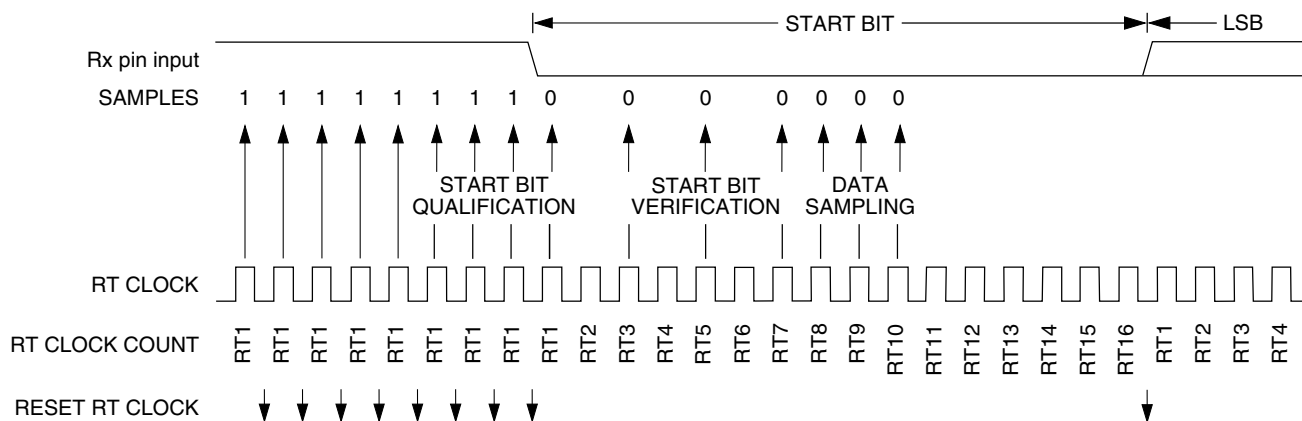 START BIT LSB
Rx pin input
SAMPLES 1 1 1 1 1 1 1 1 0 0 0 0 0 0 0
START BIT QUALIFICATION
START BIT VERIFICATION
DATA SAMPLING
RT CLOCK
RT CLOCK COUNT RT1 RT1 RT1 RT1 RT1 RT1 RT1 RT1 RT1 RT2 RT3 RT4 RT5 RT6 RT7 RT8 RT9 RT10 RT11 RT12 RT13 RT14 RT15 RT16 RT1 RT2 RT3 RT4
RESET RT CLOCK